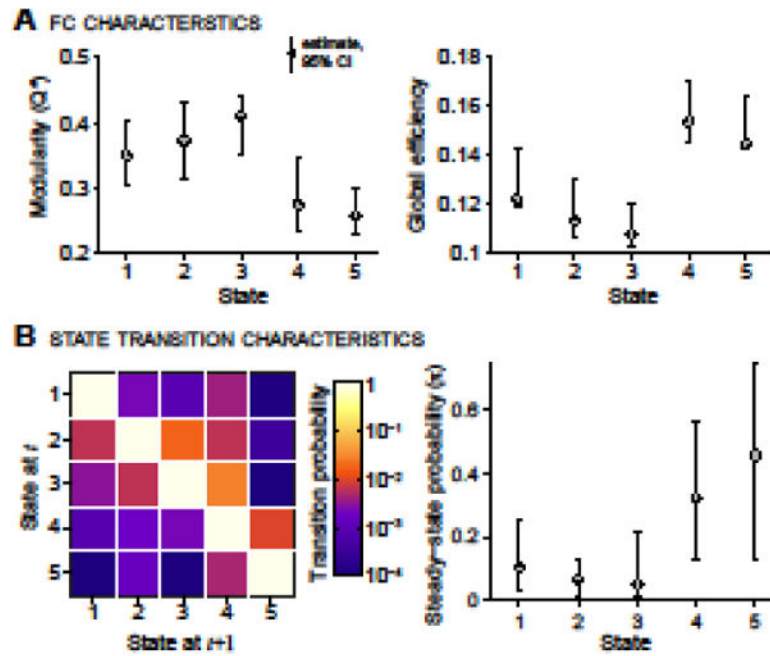 A FC CHARACTERSTICS
estimate,
95% CI
0.5
0.4
0.3
0.2
Modularity (Q*)
1 2 3 4 5
State
0.18
0.16
0.14
0.12
0.1
Global efficiency
1 2 3 4 5
State
B STATE TRANSITION CHARACTERISTICS
1
2
3
4
5
State at t
1 2 3 4 5
State at t+1
1
10⁻¹
10⁻²
10⁻³
10⁻⁴
Transition probability
0.6
0.4
0.2
0
Steady-state probability (π)
1 2 3 4 5
State